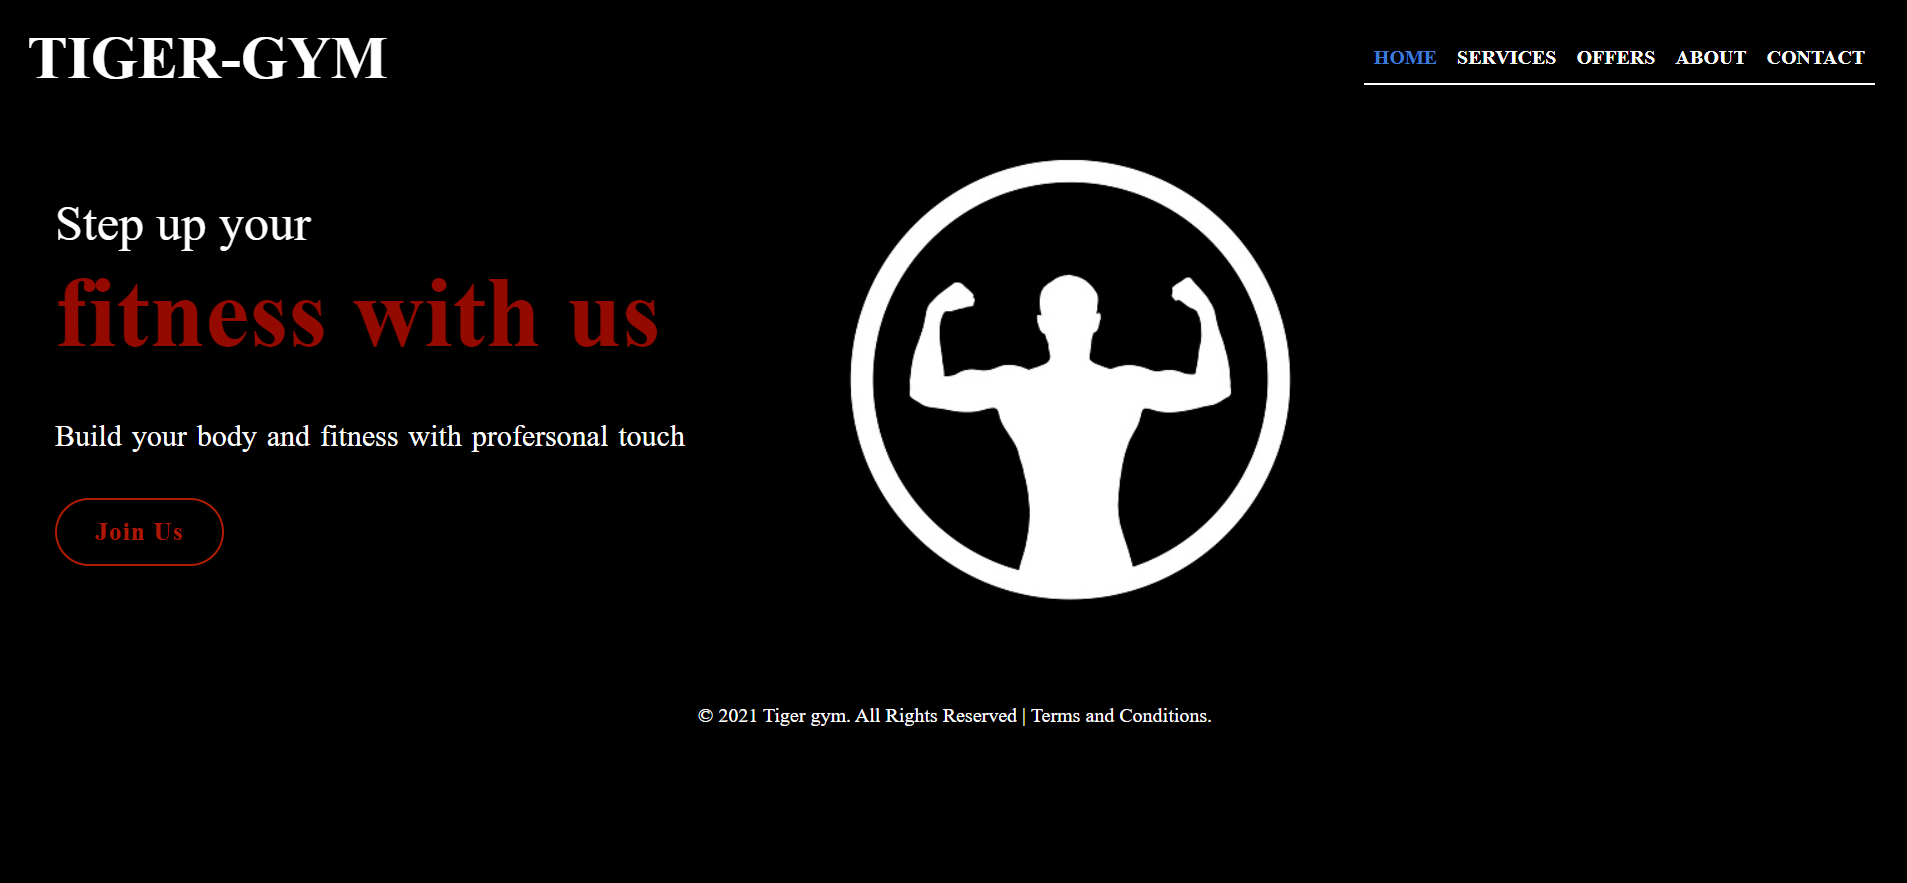 TIGER-GYM
HOME SERVICES OFFERS ABOUT CONTACT
Step up your
fitness with us
Build your body and fitness with profersonal touch
Join Us
© 2021 Tiger gym. All Rights Reserved | Terms and Conditions.